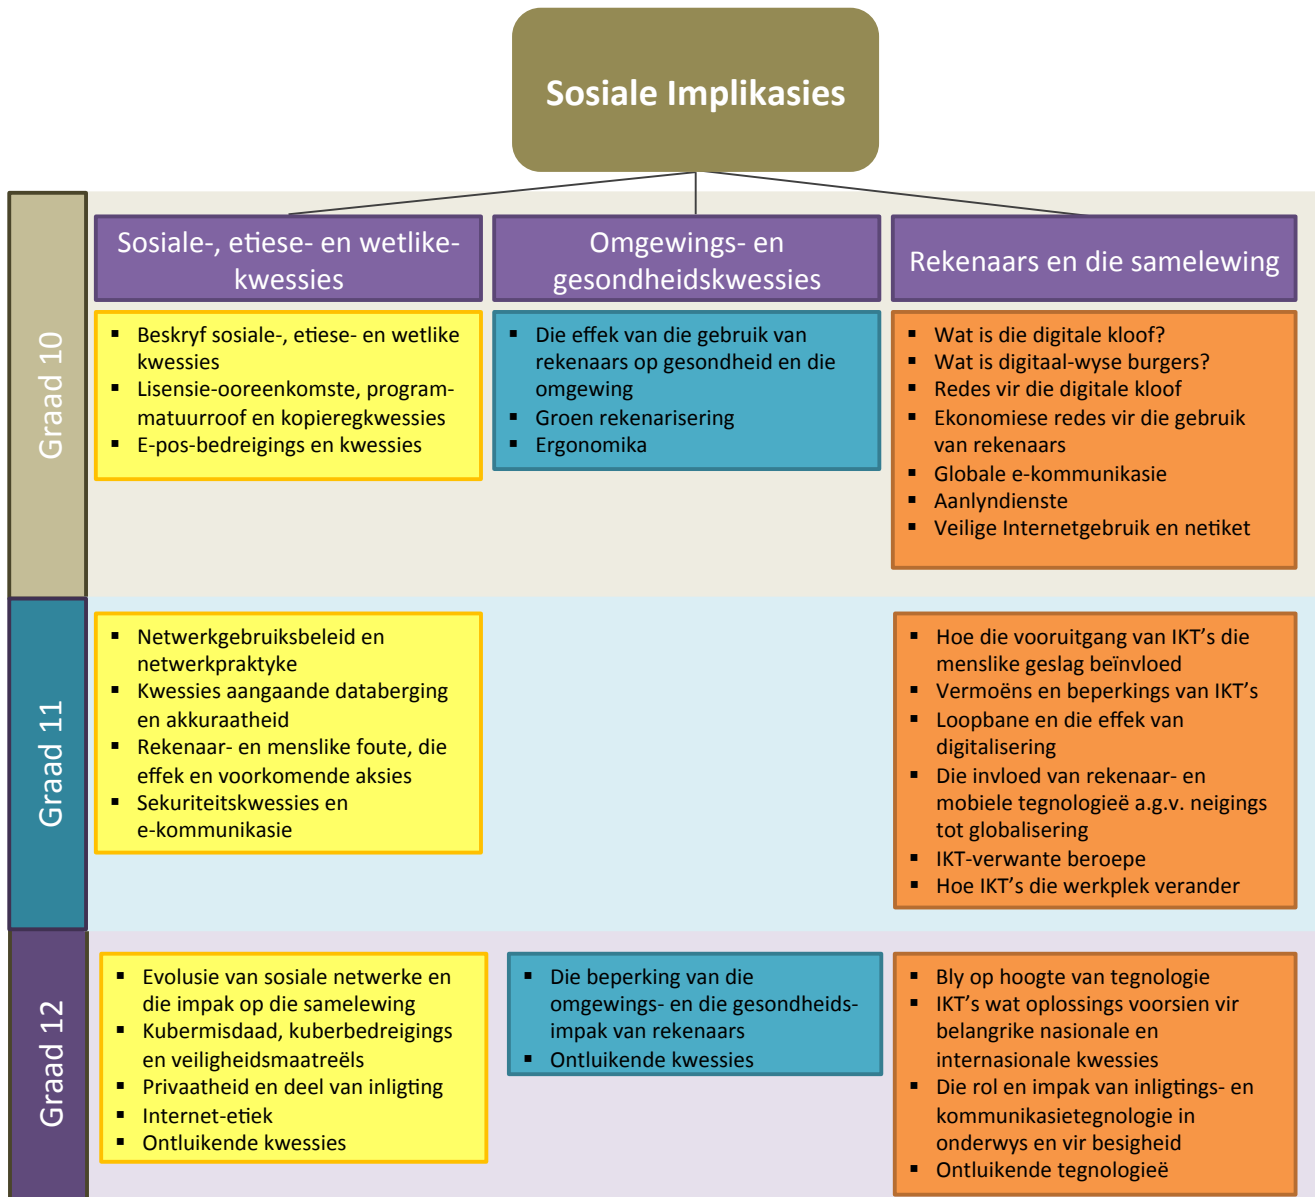 Sosiale Implikasies
Sosiale-, etiese- en wetlike-
kwessies
Omgewings- en
gesondheidskwessies
Rekenaars en die samelewing
Graad 10
▪ Beskryf sosiale-, etiese- en wetlike
kwessies
▪ Lisensie-ooreenkomste, program-
matuurroof en kopieregkwessies
▪ E-pos-bedreigings en kwessies
▪ Die effek van die gebruik van
rekenaars op gesondheid en die
omgewing
▪ Groen rekenarisering
▪ Ergonomika
▪ Wat is die digitale kloof?
▪ Wat is digitaal-wyse burgers?
▪ Redes vir die digitale kloof
▪ Ekonomiese redes vir die gebruik
van rekenaars
▪ Globale e-kommunikasie
▪ Aanlyndienste
▪ Veilige Internetgebruik en netiket
Graad 11
▪ Netwerkgebruiksbeleid en
netwerkpraktyke
▪ Kwessies aangaande databerging
en akkuraatheid
▪ Rekenaar- en menslike foute, die
effek en voorkomende aksies
▪ Sekuriteitskwessies en
e-kommunikasie
▪ Hoe die vooruitgang van IKT’s die
menslike geslag beïnvloed
▪ Vermoëns en beperkings van IKT’s
▪ Loopbane en die effek van
digitalisering
▪ Die invloed van rekenaar- en
mobiele tegnologieë a.g.v. neigings
tot globalisering
▪ IKT-verwante beroepe
▪ Hoe IKT’s die werkplek verander
Graad 12
▪ Evolusie van sosiale netwerke en
die impak op die samelewing
▪ Kubermisdaad, kuberbedreigings
en veiligheidsmaatreëls
▪ Privaatheid en deel van inligting
▪ Internet-etiek
▪ Ontluikende kwessies
▪ Die beperking van die
omgewings- en die gesondheids-
impak van rekenaars
▪ Ontluikende kwessies
▪ Bly op hoogte van tegnologie
▪ IKT’s wat oplossings voorsien vir
belangrike nasionale en
internasionale kwessies
▪ Die rol en impak van inligtings- en
kommunikasietegnologie in
onderwys en vir besigheid
▪ Ontluikende tegnologieë